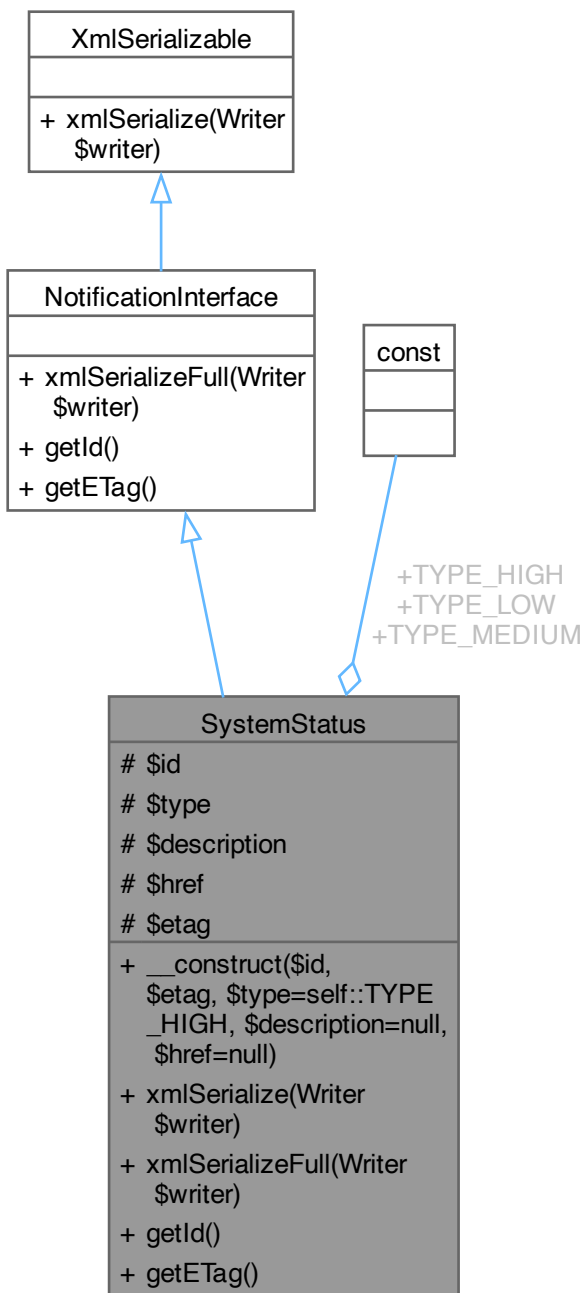 XmlSerializable
+ xmlSerialize(Writer
$writer)
NotificationInterface
+ xmlSerializeFull(Writer
$writer)
+ getId()
+ getETag()
const
+TYPE_HIGH
+TYPE_LOW
+TYPE_MEDIUM
SystemStatus
# $id
# $type
# $description
# $href
# $etag
+ __construct($id,
$etag, $type=self::TYPE
_HIGH, $description=null,
$href=null)
+ xmlSerialize(Writer
$writer)
+ xmlSerializeFull(Writer
$writer)
+ getId()
+ getETag()